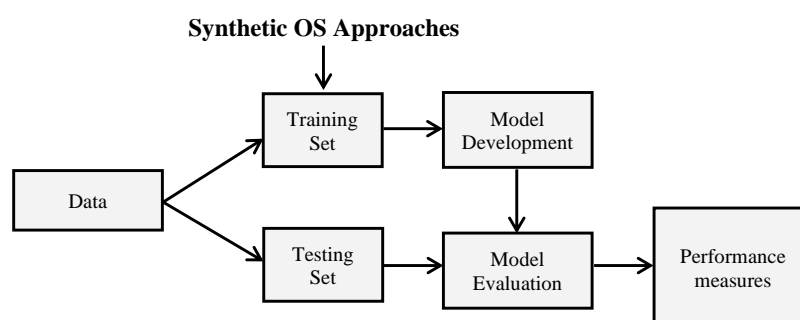 Synthetic OS Approaches
Training
Set
Model
Development
Data
Testing
Set
Model
Evaluation
Performance
measures